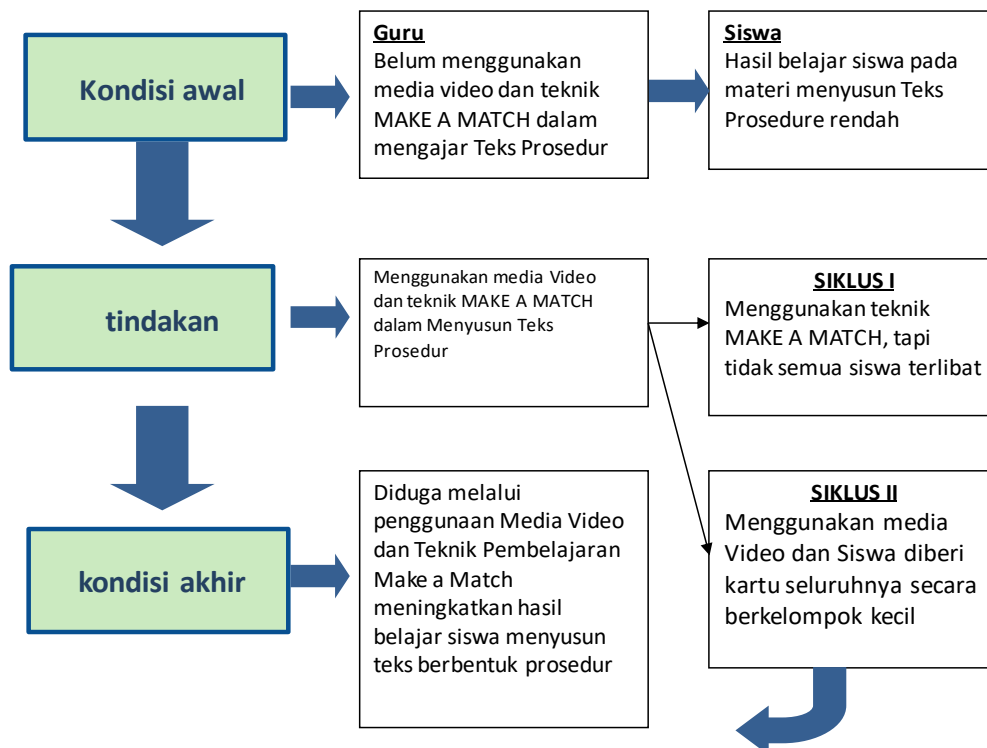 Kondisi awal
Guru
Belum menggunakan
media video dan teknik
MAKE A MATCH dalam
mengajar Teks Prosedur
Siswa
Hasil belajar siswa pada
materi menyusun Teks
Prosedure rendah
tindakan
Menggunakan media Video
dan teknik MAKE A MATCH
dalam Menyusun Teks
Prosedur
SIKLUS I
Menggunakan teknik
MAKE A MATCH, tapi
tidak semua siswa terlibat
kondisi akhir
Diduga melalui
penggunaan Media Video
dan Teknik Pembelajaran
Make a Match
meningkatkan hasil
belajar siswa menyusun
teks berbentuk prosedur
SIKLUS II
Menggunakan media
Video dan Siswa diberi
kartu seluruhnya secara
berkelompok kecil